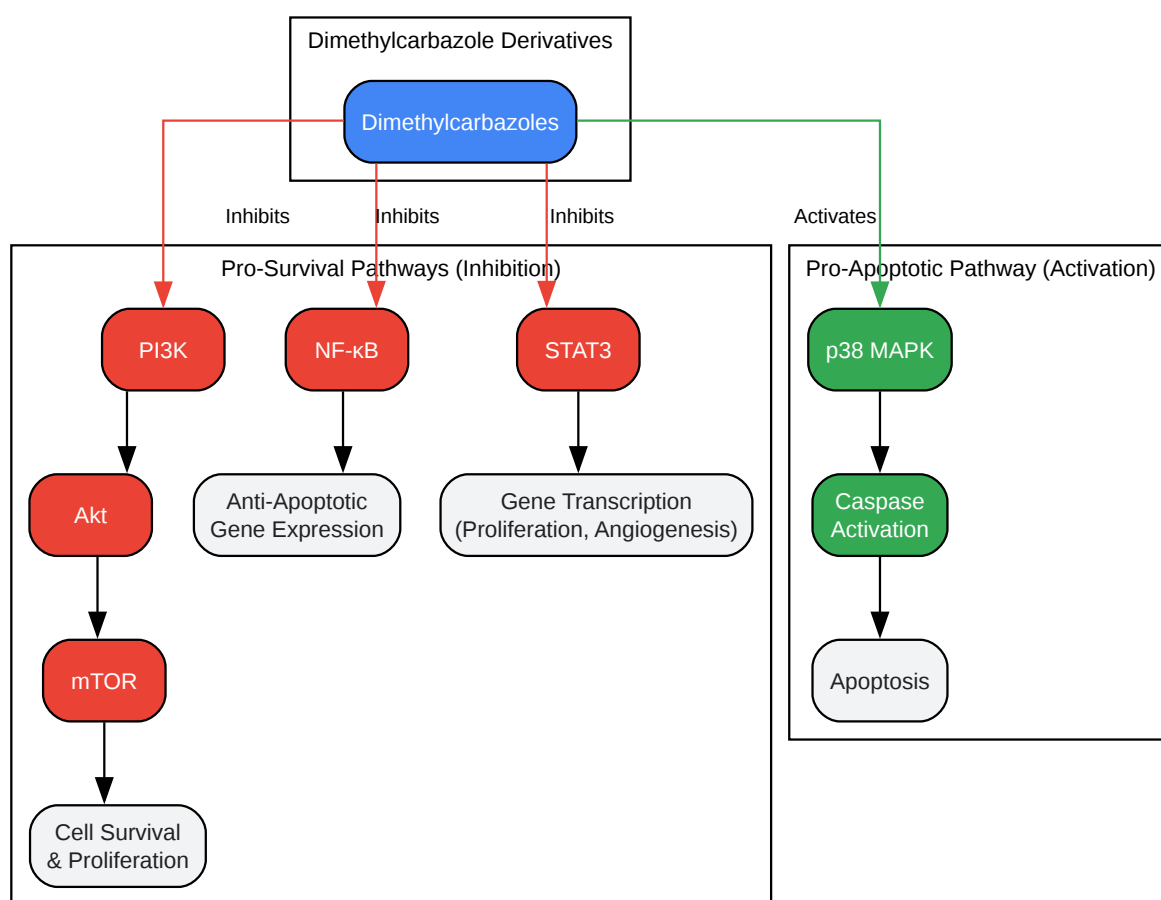 Dimethylcarbazole Derivatives
Dimethylcarbazoles
Inhibits
Inhibits
Inhibits
Activates
Pro-Survival Pathways (Inhibition)
Pro-Apoptotic Pathway (Activation)
PI3K
NF-κB
STAT3
p38 MAPK
Akt
Anti-Apoptotic
Gene Expression
Gene Transcription
(Proliferation, Angiogenesis)
Caspase
Activation
mTOR
Apoptosis
Cell Survival
& Proliferation